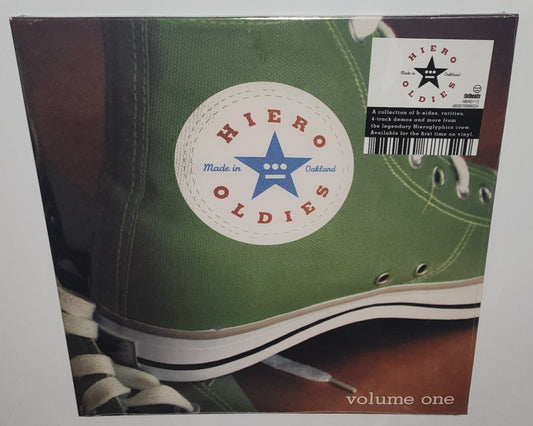 HIERO
Made in Oakland
OLDIES
volume one
HIERO
Made in Oakland
OLDIES
fatbeats
A collection of b-sides, rarities,
4-track demos and more from
the legendary Hieroglyphics crew.
Available for the first time on vinyl.